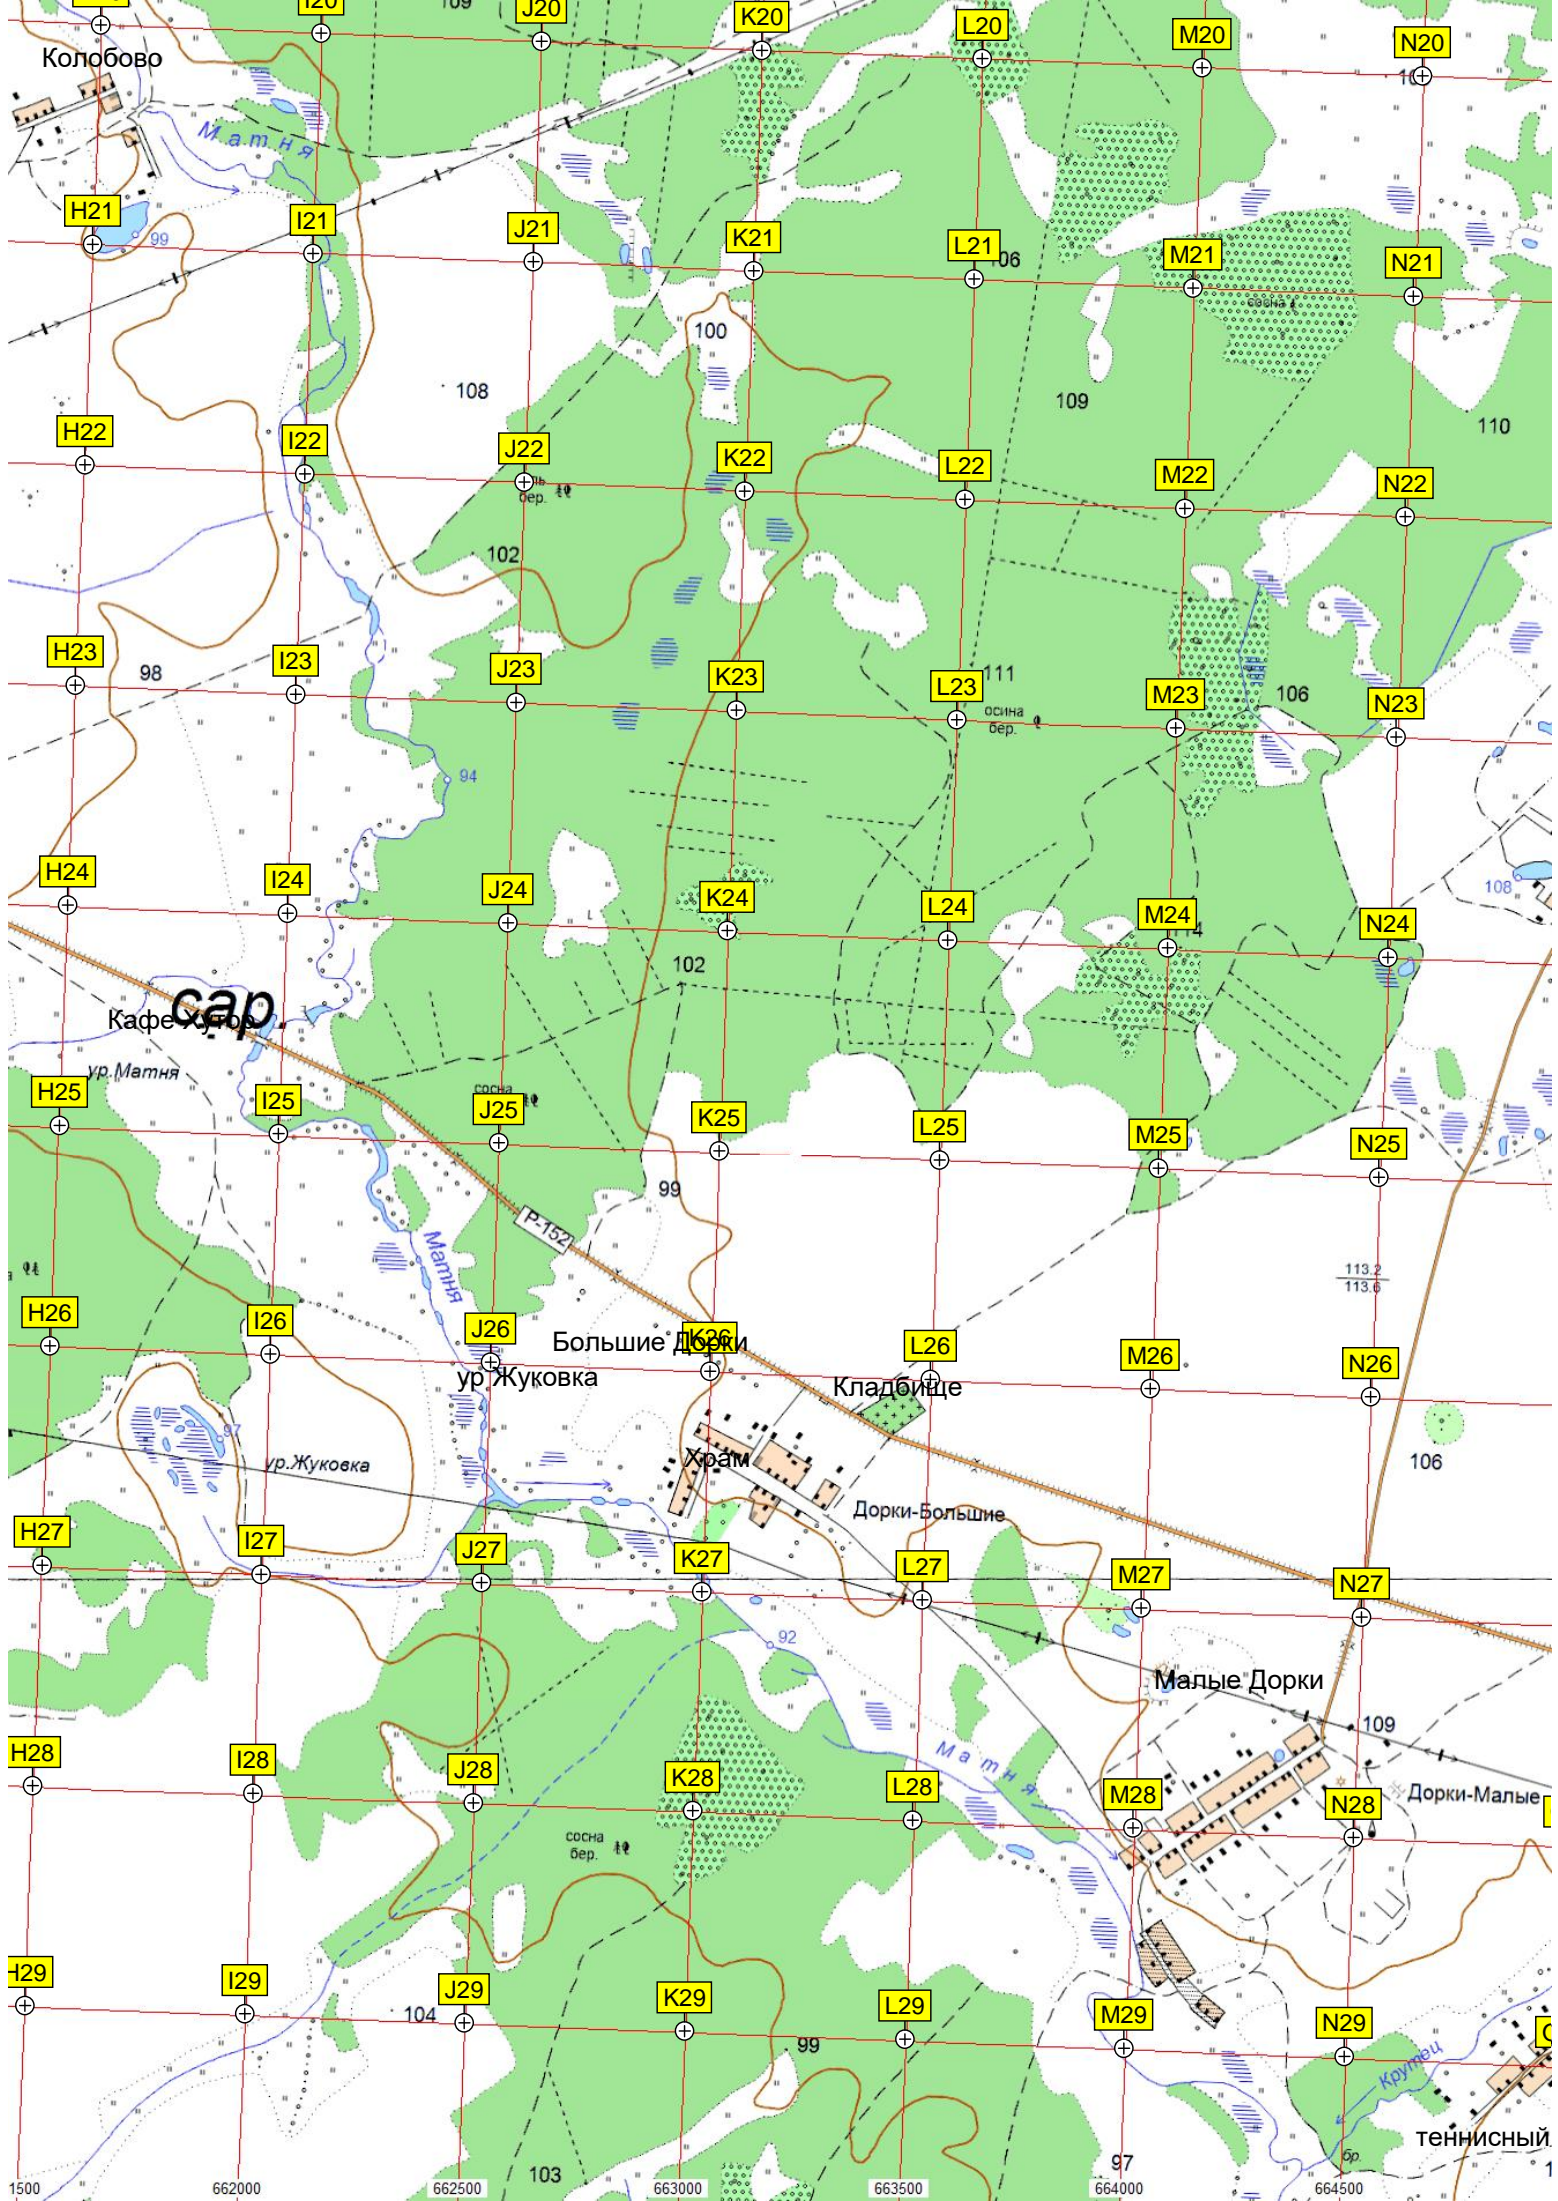 I20
J20
K20
L20
M20
N20
109
Колобово
Матня
H21
I21
J21
K21
L21
M21
N21
99
106
сосна
100
108
109
110
H22
I22
J22
K22
L22
M22
N22
бер.
102
H23
I23
J23
K23
L23
M23
N23
98
111
106
осина
бер.
94
H24
I24
J24
K24
L24
M24
N24
108
102
сар.
Кафе Хутор
ур.Матня
H25
I25
J25
K25
L25
M25
N25
сосна
99
Р-152
Матня
113.2
113.6
H26
I26
J26
K26
L26
M26
N26
Большие Дорки
ур Жуковка
Кладбище
97
ур.Жуковка
Храм
106
Дорки-Большие
H27
I27
J27
K27
L27
M27
N27
92
Малые Дорки
109
H28
I28
J28
K28
L28
M28
N28
Матня
Дорки-Малые
сосна
бер.
H29
I29
J29
K29
L29
M29
N29
104
99
Крутец
теннисный
бр.
103
97
1500
662000
662500
663000
663500
664000
664500